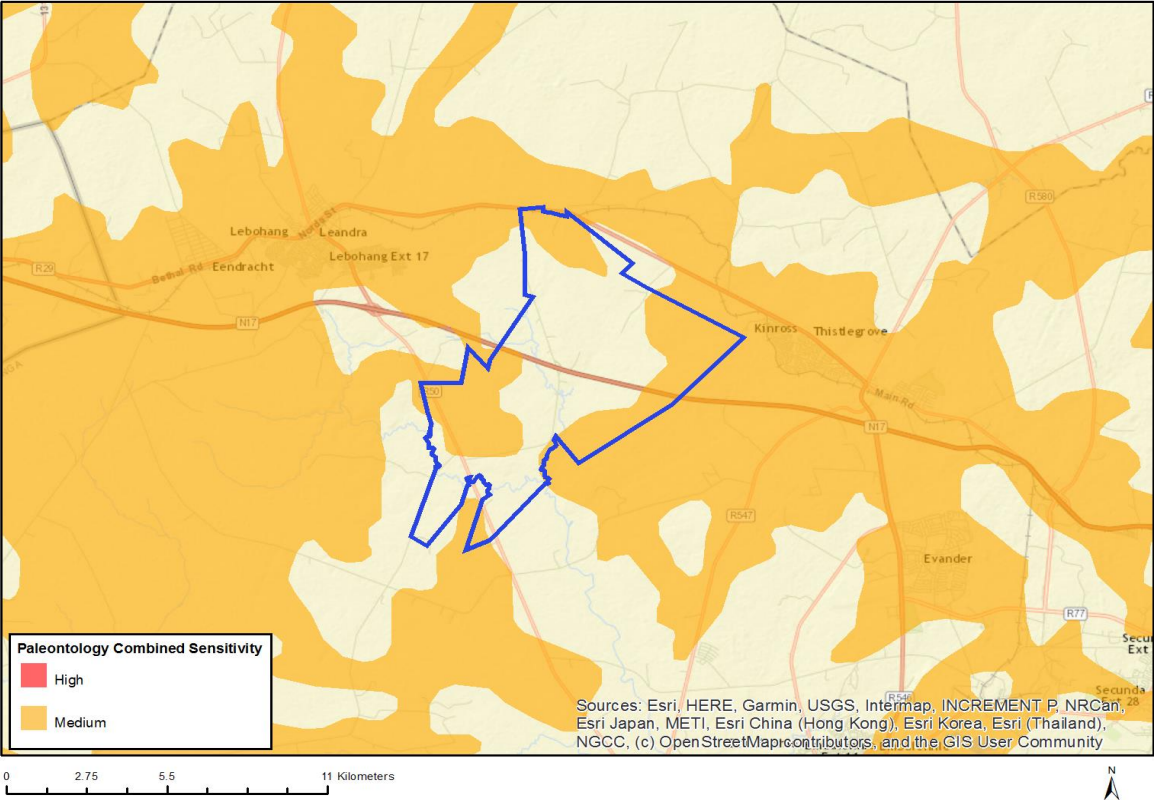 R580
Lebohang
Nords St
Leandra
Lebohang Ext 17
Eendracht
R29
Bethal Rd
N17
Kinross
Thistlegrove
R50
Main Rd
N17
R547
Evander
R77
Secunda
Ext 28
R546
Paleontology Combined Sensitivity
High
Medium
Sources: Esri, HERE, Garmin, USGS, Intermap, INCREMENT P, NRCan,
Esri Japan, METI, Esri China (Hong Kong), Esri Korea, Esri (Thailand),
NGCC, (c) OpenStreetMap contributors, and the GIS User Community
0 2.75 5.5 11 Kilometers
N